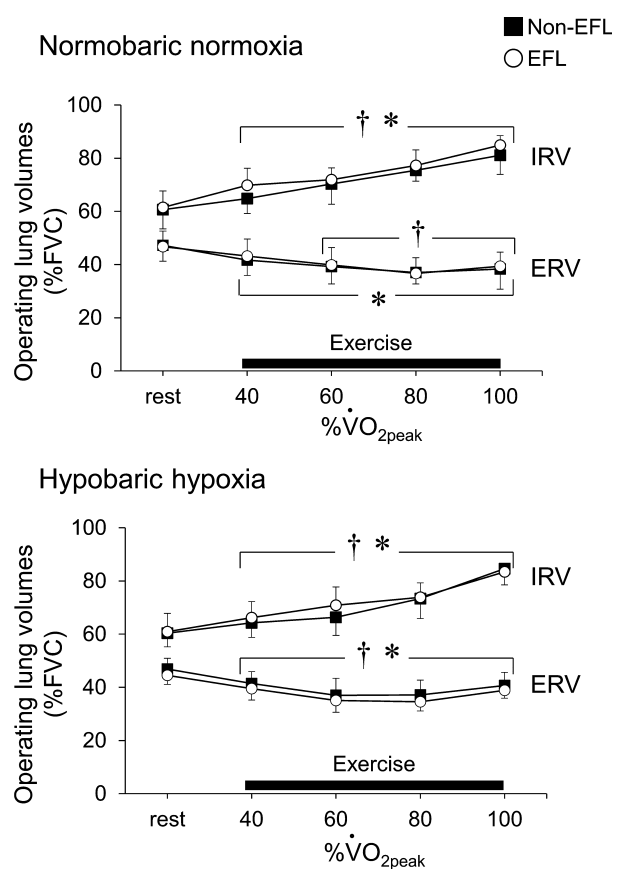 Non-EFL
EFL
Normobaric normoxia
Operating lung volumes
(%FVC)
100
80
60
40
20
0
† *
IRV
†
ERV
*
Exercise
rest 40 60 80 100
%V̇O2peak
Hypobaric hypoxia
Operating lung volumes
(%FVC)
100
80
60
40
20
0
† *
IRV
† *
ERV
Exercise
rest 40 60 80 100
%V̇O2peak